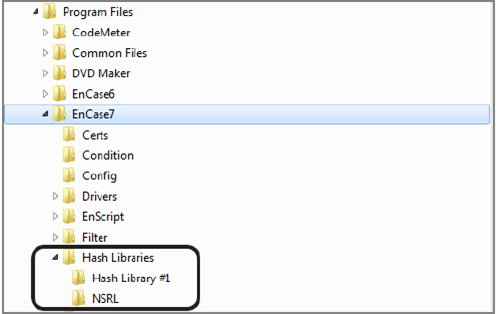 Program Files
CodeMeter
Common Files
DVD Maker
EnCase6
EnCase7
Certs
Condition
Config
Drivers
EnScript
Filter
Hash Libraries
Hash Library #1
NSRL